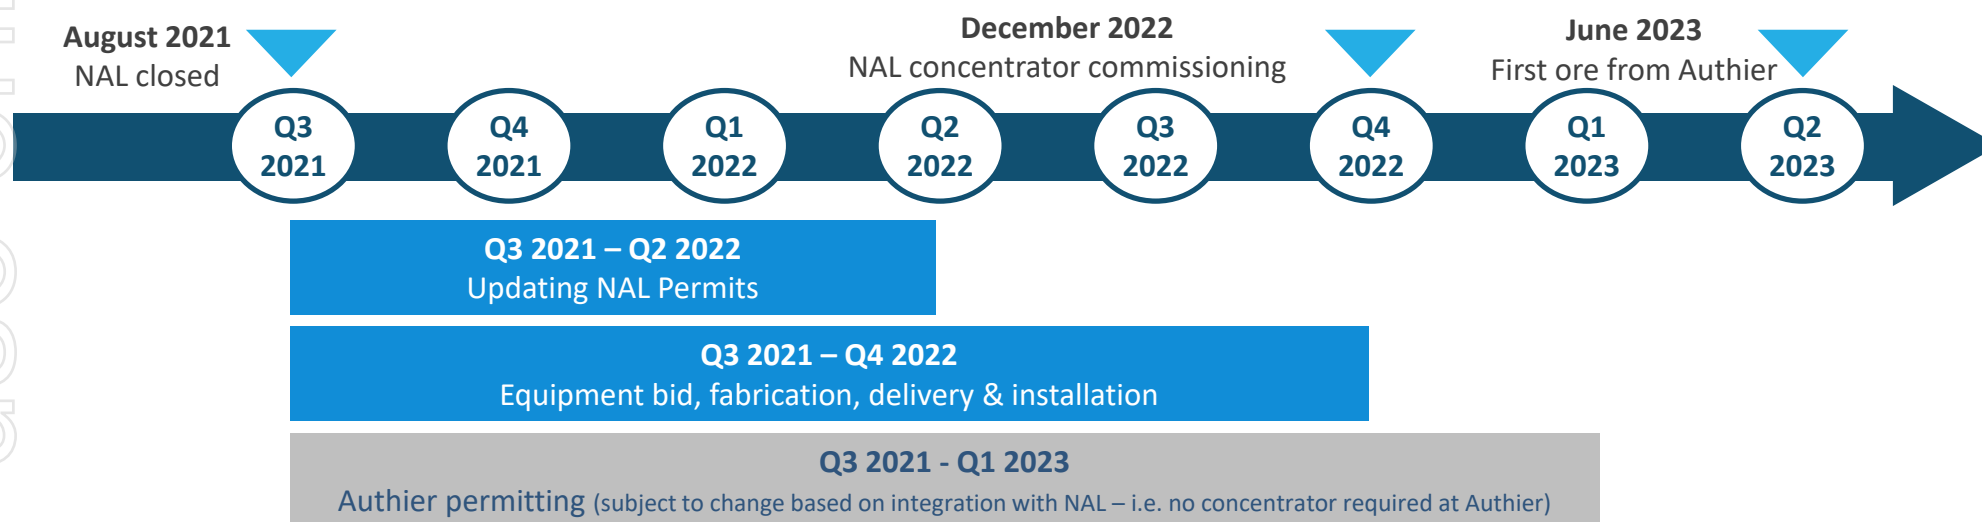 August 2021
NAL closed
December 2022
NAL concentrator commissioning
June 2023
First ore from Authier
Q3
2021
Q4
2021
Q1
2022
Q2
2022
Q3
2022
Q4
2022
Q1
2023
Q2
2023
Q3 2021 – Q2 2022
Updating NAL Permits
Q3 2021 – Q4 2022
Equipment bid, fabrication, delivery & installation
Q3 2021 - Q1 2023
Authier permitting (subject to change based on integration with NAL – i.e. no concentrator required at Authier)